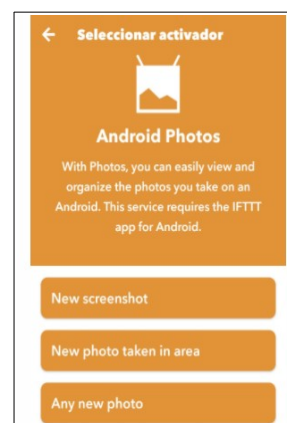 Seleccionar activador
Android Photos
With Photos, you can easily view and
organize the photos you take on an
Android. This service requires the IFTTT
app for Android.
New screenshot
New photo taken in area
Any new photo